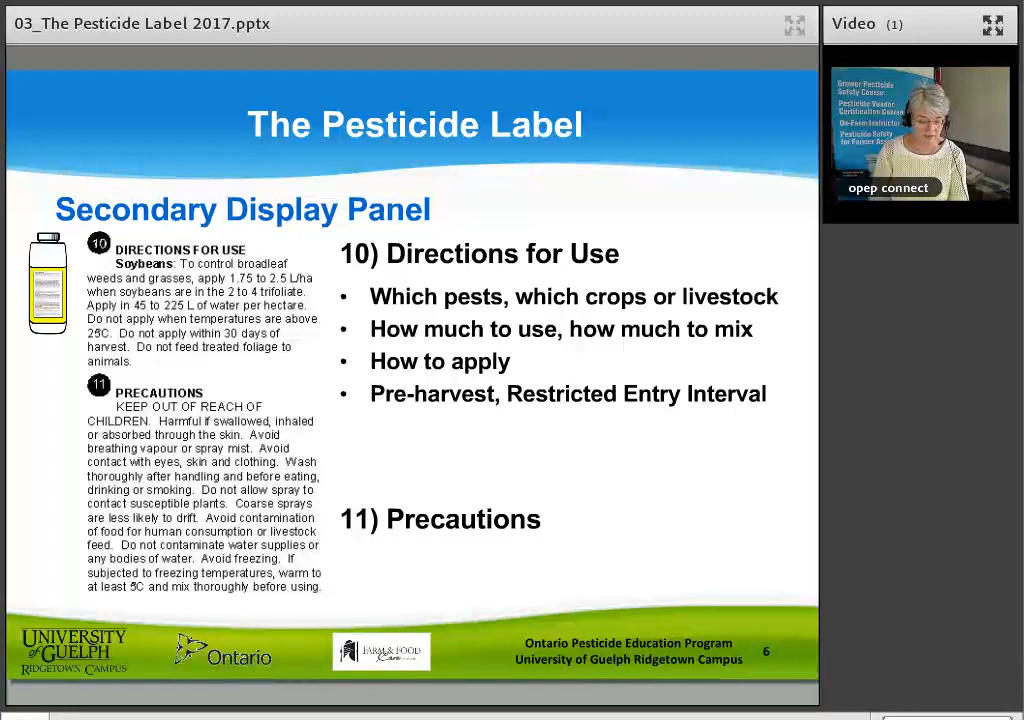 03_The Pesticide Label 2017.pptx
Video (1)
Grower Pesticide
Safety Course
Pesticide Vendor
Certification Course
On-Farm Instructor
Pesticide Safety
for Farmer
opep connect
The Pesticide Label
Secondary Display Panel
10 DIRECTIONS FOR USE
Soybeans: To control broadleaf
weeds and grasses, apply 1.75 to 2.5 L/ha
when soybeans are in the 2 to 4 trifoliate.
Apply in 45 to 225 L of water per hectare.
Do not apply when temperatures are above
25°C. Do not apply within 30 days of
harvest. Do not feed treated foliage to
animals.
11 PRECAUTIONS
KEEP OUT OF REACH OF
CHILDREN. Harmful if swallowed, inhaled
or absorbed through the skin. Avoid
breathing vapour or spray mist. Avoid
contact with eyes, skin and clothing. Wash
thoroughly after handling and before eating,
drinking or smoking. Do not allow spray to
contact susceptible plants. Coarse sprays
are less likely to drift. Avoid contamination
of food for human consumption or livestock
feed. Do not contaminate water supplies or
any bodies of water. Avoid freezing. If
subjected to freezing temperatures, warm to
at least 5°C and mix thoroughly before using.
10) Directions for Use
• Which pests, which crops or livestock
• How much to use, how much to mix
• How to apply
• Pre-harvest, Restricted Entry Interval
11) Precautions
UNIVERSITY
of GUELPH
RIDGETOWN CAMPUS
Ontario
FARM & FOOD
Care
Ontario Pesticide Education Program
University of Guelph Ridgetown Campus
6